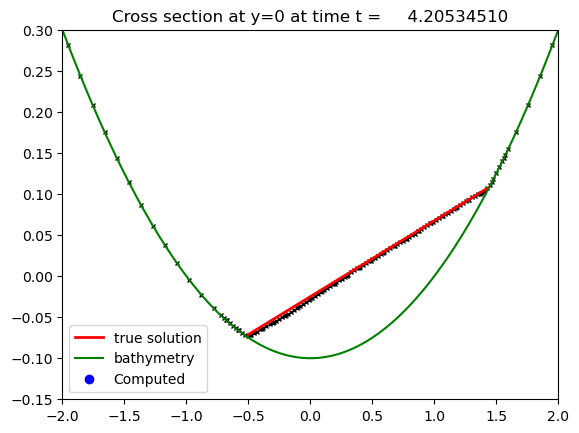 Cross section at y=0 at time t =     4.20534510
0.30
0.25
0.20
0.15
0.10
0.05
0.00
−0.05
−0.10
−0.15
true solution
bathymetry
Computed
−2.0 −1.5 −1.0 −0.5 0.0 0.5 1.0 1.5 2.0